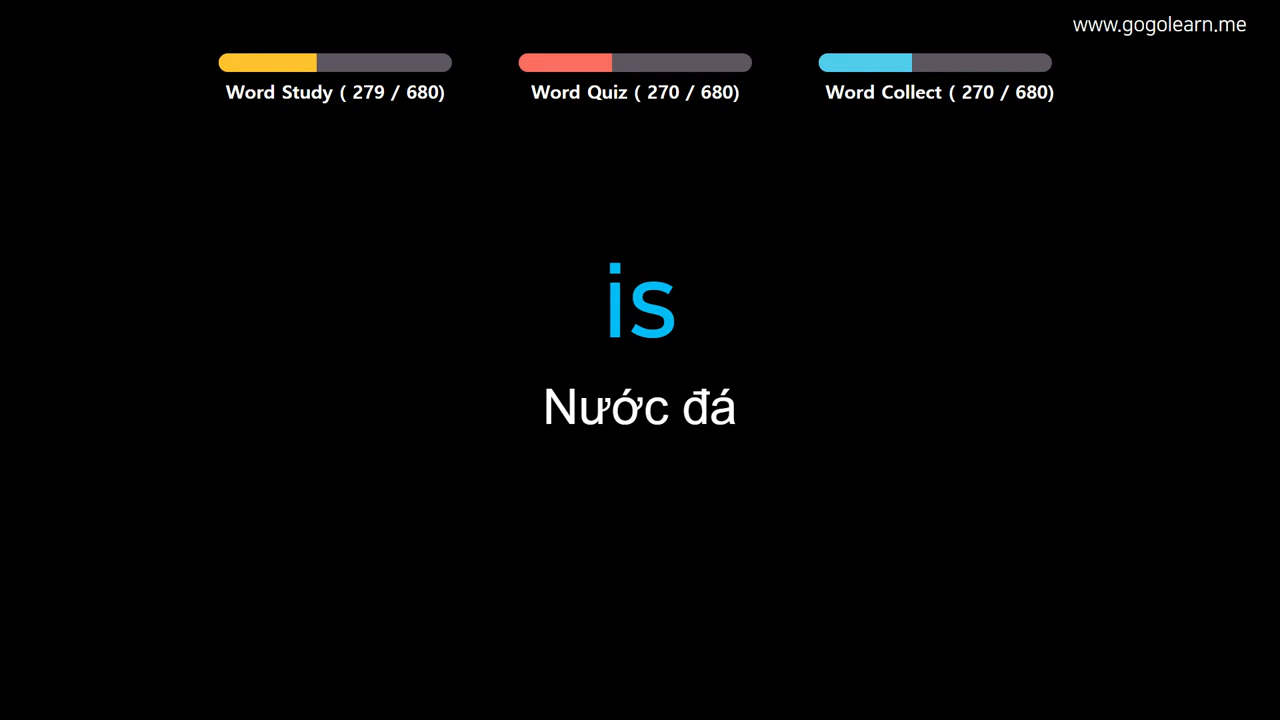 www.gogolearn.me
Word Study ( 279 / 680)
Word Quiz ( 270 / 680)
Word Collect ( 270 / 680)
is
Nước đá